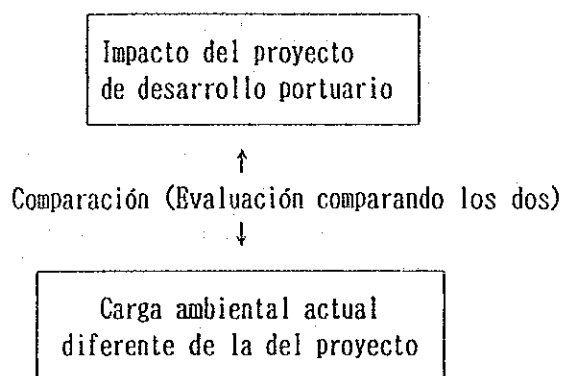 Impacto del proyecto
de desarrollo portuario
↑
Comparación (Evaluación comparando los dos)
↓
Carga ambiental actual
diferente de la del proyecto